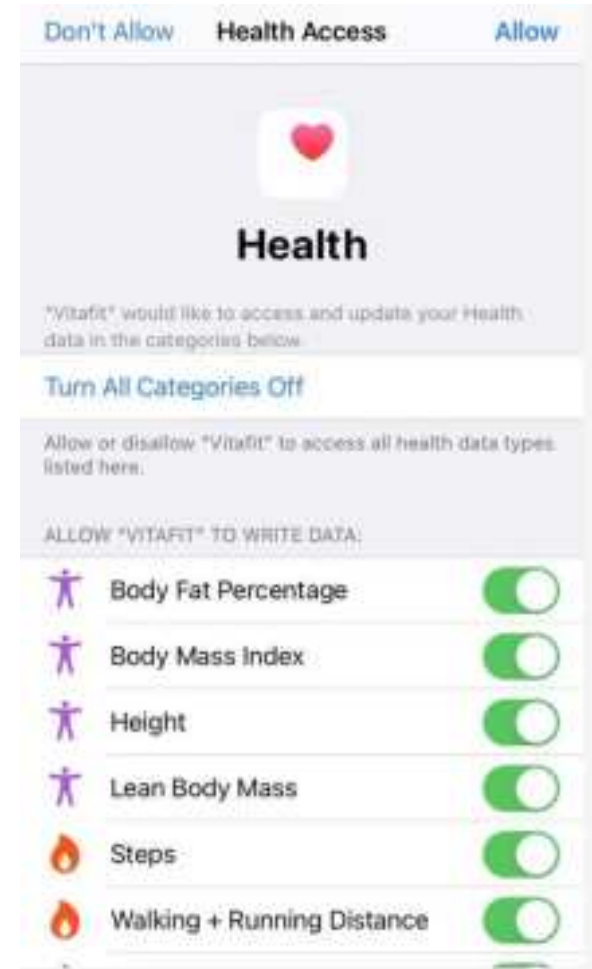 Don't Allow Health Access Allow
Health
"Vitafit" would like to access and update your Health
data in the categories below.
Turn All Categories Off
Allow or disallow "Vitafit" to access all health data types
listed here.
ALLOW "VITAFIT" TO WRITE DATA:
Body Fat Percentage
Body Mass Index
Height
Lean Body Mass
Steps
Walking + Running Distance